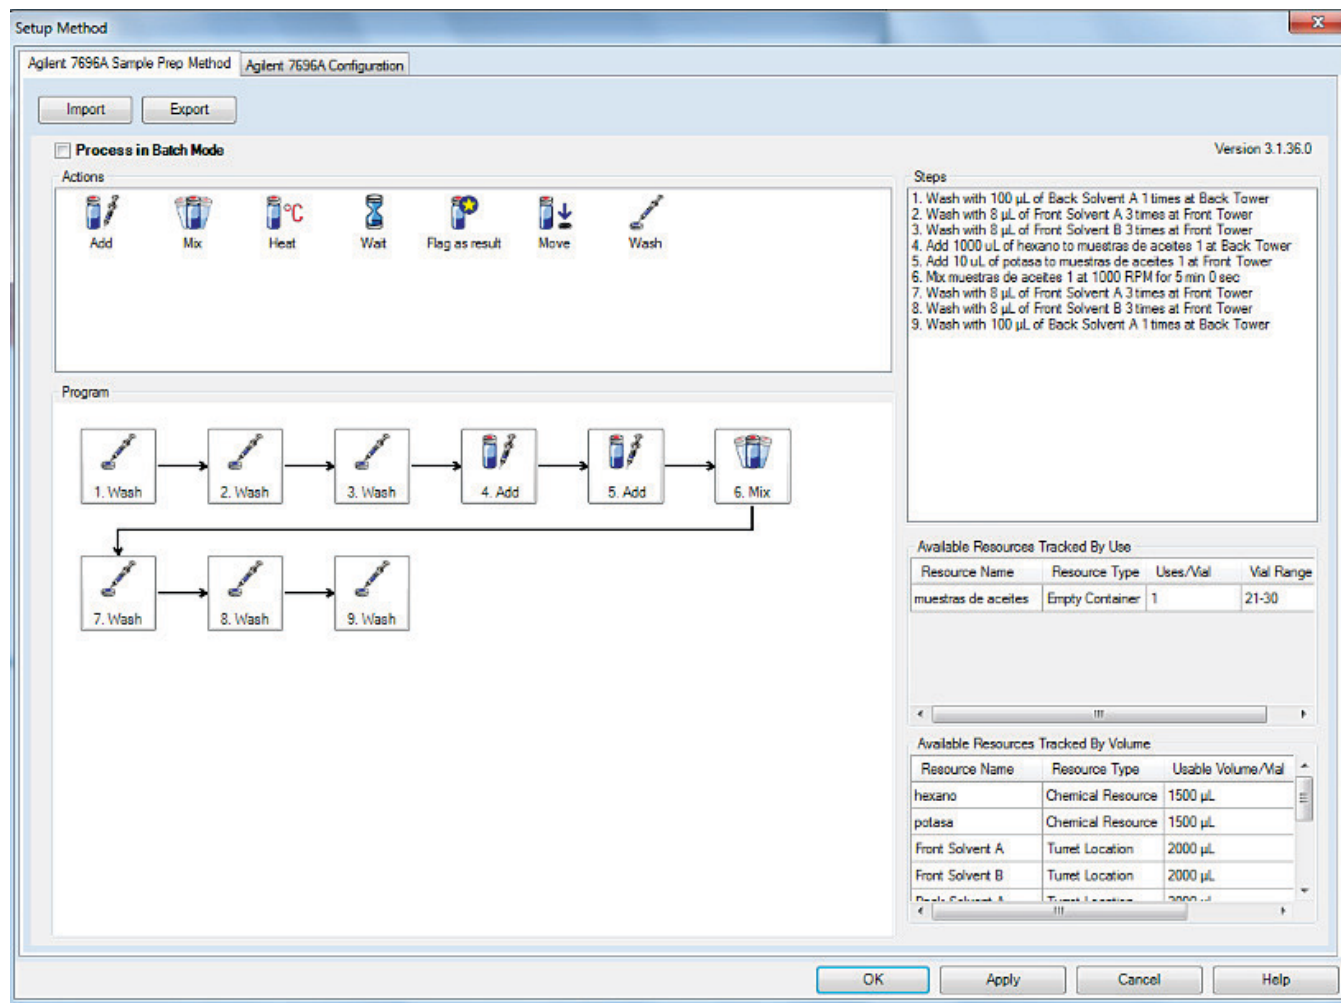 Setup Method
Agilent 7696A Sample Prep Method Agilent 7696A Configuration
Import Export
Process in Batch Mode
Version 3.1.36.0
Actions
Add Mix Heat Wait Flag as result Move Wash
°C
Steps
1. Wash with 100 µL of Back Solvent A 1 times at Back Tower
2. Wash with 8 µL of Front Solvent A 3 times at Front Tower
3. Wash with 8 µL of Front Solvent B 3 times at Front Tower
4. Add 1000 uL of hexano to muestras de aceites 1 at Back Tower
5. Add 10 uL of potasa to muestras de aceites 1 at Front Tower
6. Mix muestras de aceites 1 at 1000 RPM for 5 min 0 sec
7. Wash with 8 µL of Front Solvent A 3 times at Front Tower
8. Wash with 8 µL of Front Solvent B 3 times at Front Tower
9. Wash with 100 µL of Back Solvent A 1 times at Back Tower
Program
1. Wash 2. Wash 3. Wash 4. Add 5. Add 6. Mix
7. Wash 8. Wash 9. Wash
Available Resources Tracked By Use
Resource Name Resource Type Uses/Vial Vial Range
muestras de aceites Empty Container 1 21-30
Available Resources Tracked By Volume
Resource Name Resource Type Usable Volume/Vial
hexano Chemical Resource 1500 µL
potasa Chemical Resource 1500 µL
Front Solvent A Turret Location 2000 µL
Front Solvent B Turret Location 2000 µL
OK Apply Cancel Help